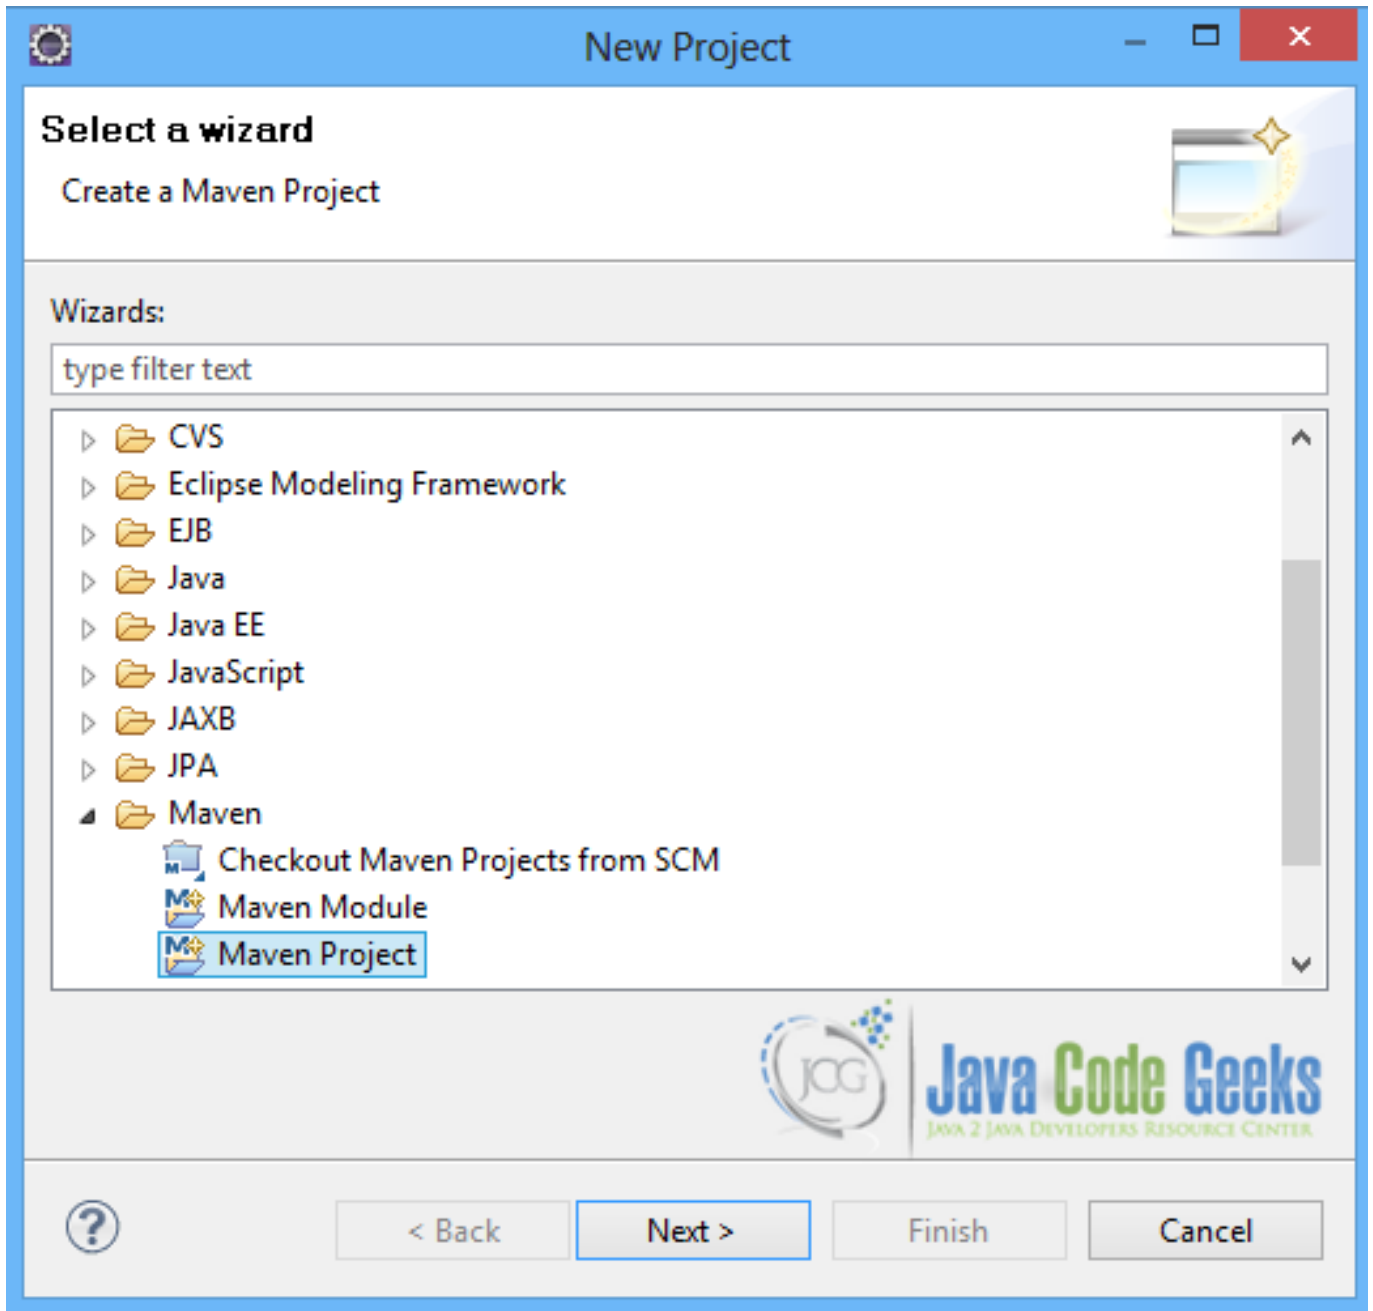 New Project
Select a wizard
Create a Maven Project
Wizards:
type filter text
CVS
Eclipse Modeling Framework
EJB
Java
Java EE
JavaScript
JAXB
JPA
Maven
Checkout Maven Projects from SCM
Maven Module
Maven Project
JCG
Java Code Geeks
JAVA 2 JAVA DEVELOPERS RESOURCE CENTER
< Back
Next >
Finish
Cancel